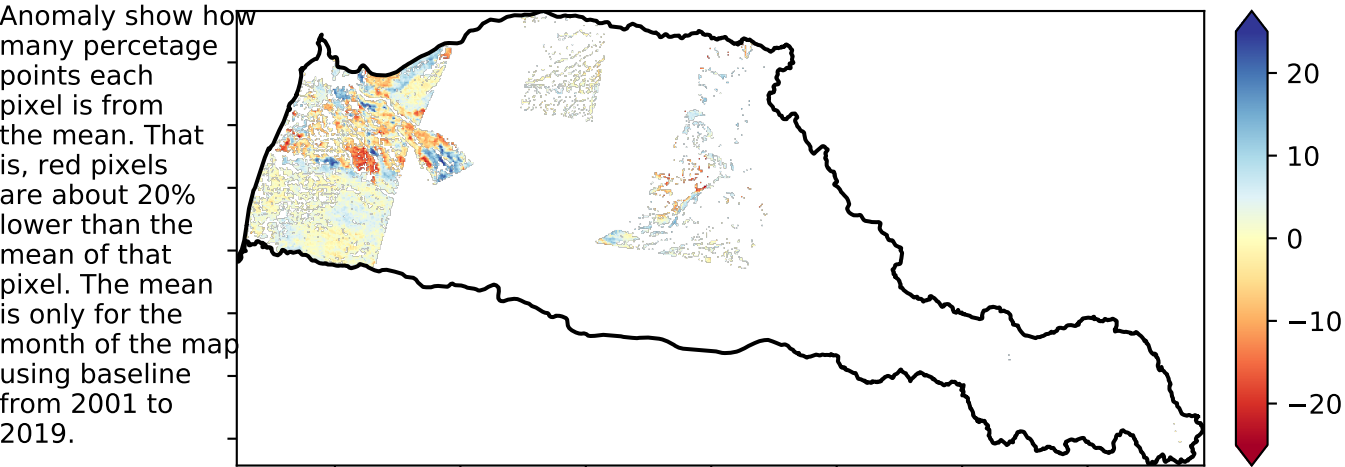 Anomaly show how
many percetage
points each
pixel is from
the mean. That
is, red pixels
are about 20%
lower than the
mean of that
pixel. The mean
is only for the
month of the map
using baseline
from 2001 to
2019.
20
10
0
−10
−20